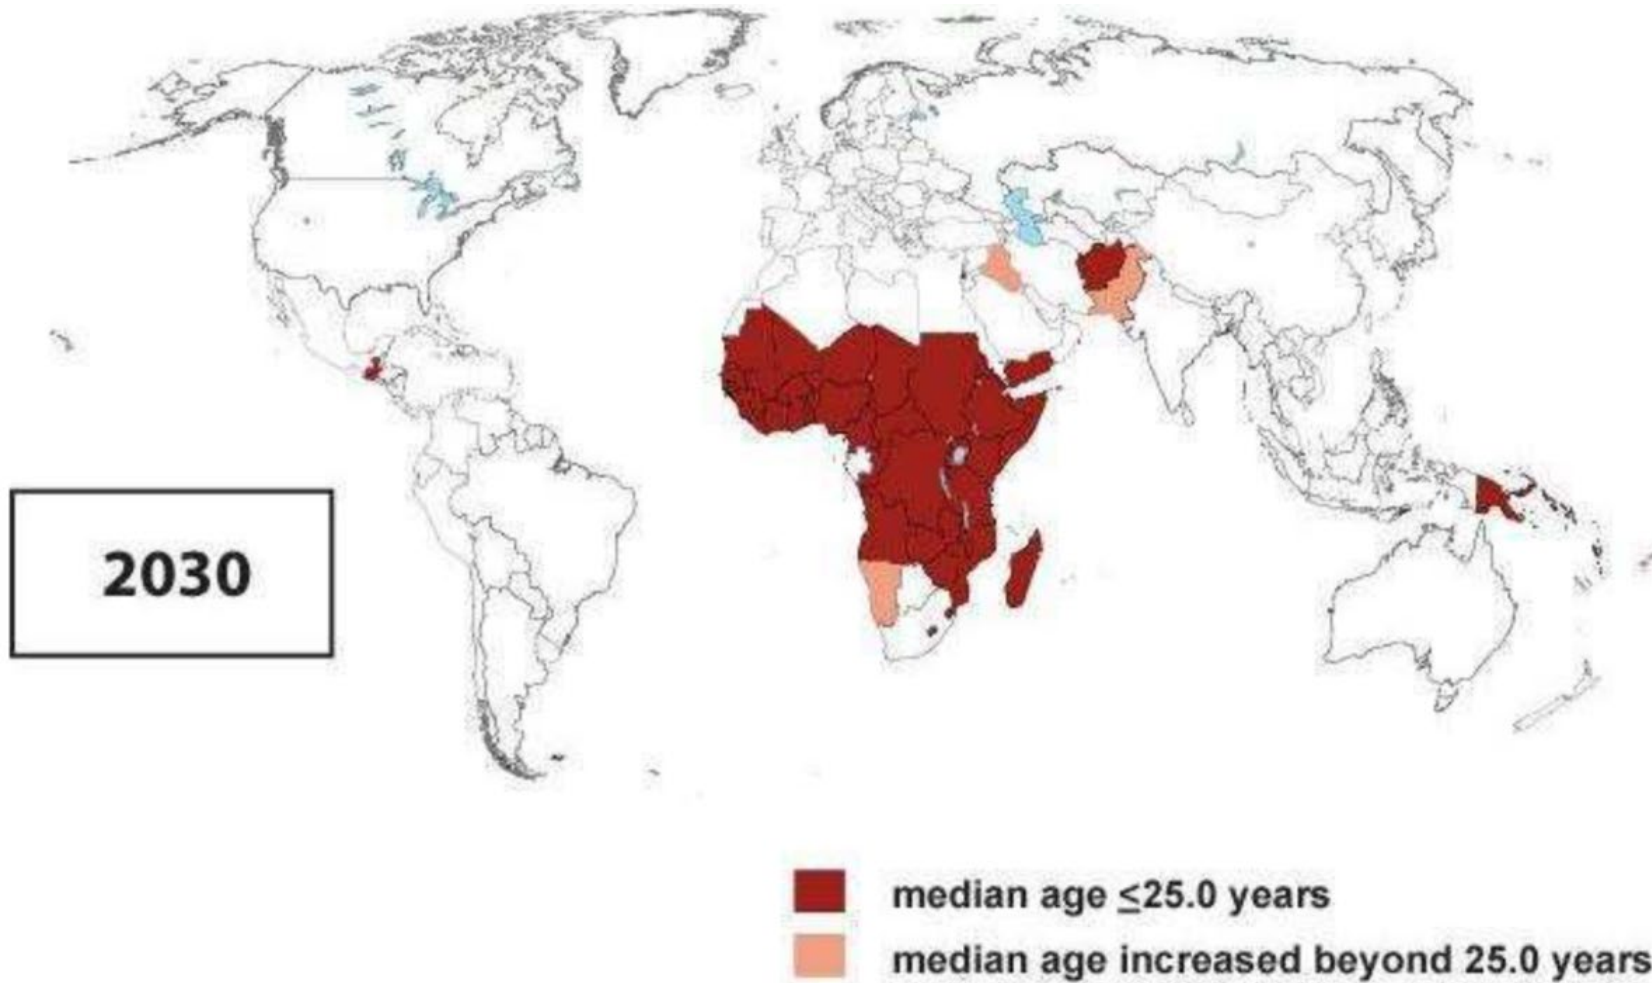 2030
median age ≤25.0 years
median age increased beyond 25.0 years